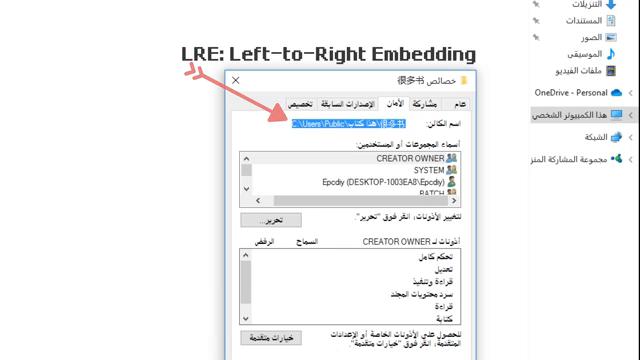 LRE: Left-to-Right Embedding
خصائص 很多书
عام
مشاركة
الأمان
الإصدارات السابقة
تخصيص
اسم الكائن: C:\Users\Public\هذا كتاب\很多书
أسماء المجموعات أو المستخدمين:
CREATOR OWNER
SYSTEM
Epcdiy (DESKTOP-1003EA8\Epcdiy)
BATCH
لتغيير الأذونات، انقر فوق "تحرير".
تحرير...
أذونات لـ CREATOR OWNER
السماح
الرفض
تحكم كامل
تعديل
قراءة وتنفيذ
سرد محتويات المجلد
قراءة
كتابة
للحصول على الأذونات الخاصة أو الإعدادات
المتقدمة، انقر فوق "خيارات متقدمة".
خيارات متقدمة
التنزيلات
المستندات
الصور
الموسيقى
ملفات الفيديو
OneDrive - Personal
هذا الكمبيوتر الشخصي
الشبكة
مجموعة المشاركة المنز